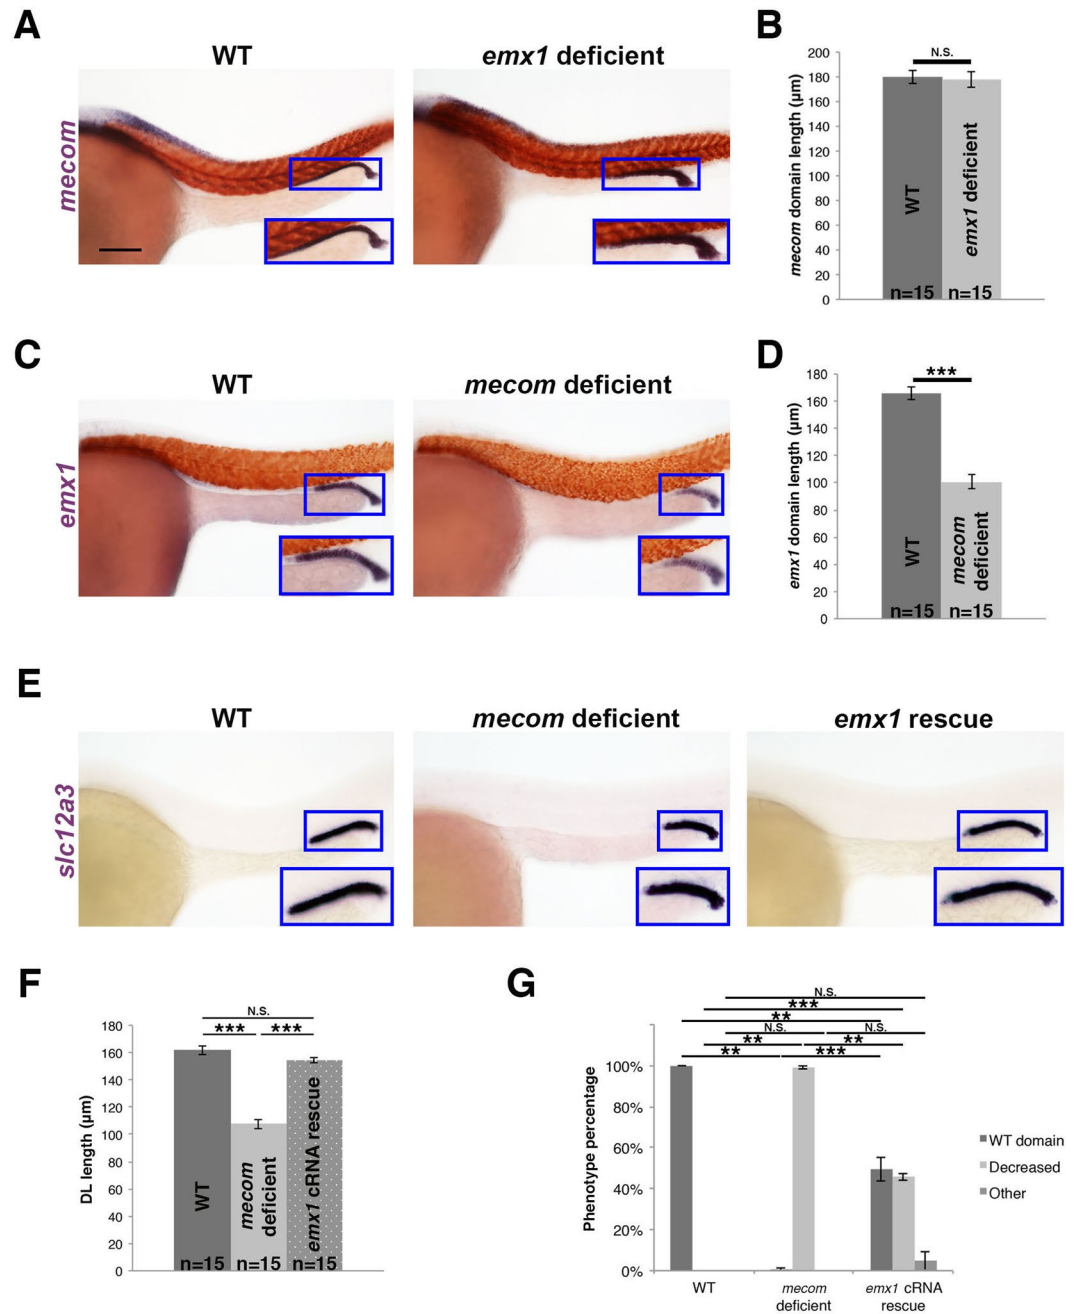 A
WT
emx1 deficient
mecom
B
mecom domain length (µm)
200
180
160
140
120
100
80
60
40
20
0
N.S.
WT
emx1 deficient
n=15 n=15
C
WT
mecom deficient
emx1
D
emx1 domain length (µm)
180
160
140
120
100
80
60
40
20
0
***
WT
mecom
deficient
n=15 n=15
E
WT
mecom deficient
emx1 rescue
slc12a3
F
DL length (µm)
180
160
140
120
100
80
60
40
20
0
N.S.
*** ***
WT
mecom
deficient
emx1 cRNA rescue
n=15 n=15 n=15
G
Phenotype percentage
100%
80%
60%
40%
20%
0%
N.S.
***
**
N.S. N.S.
** **
** ***
WT
mecom
deficient
emx1 cRNA
rescue
WT domain
Decreased
Other